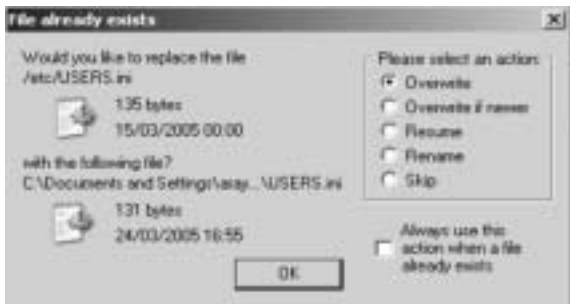 File already exists
Would you like to replace the file
/etc/USERS.ini
135 bytes
15/03/2005 00:00
with the following file?
C:\Documents and Settings\asay...\USERS.ini
131 bytes
24/03/2005 16:55
Please select an action:
Overwrite
Overwrite if newer
Resume
Rename
Skip
Always use this
action when a file
already exists
OK